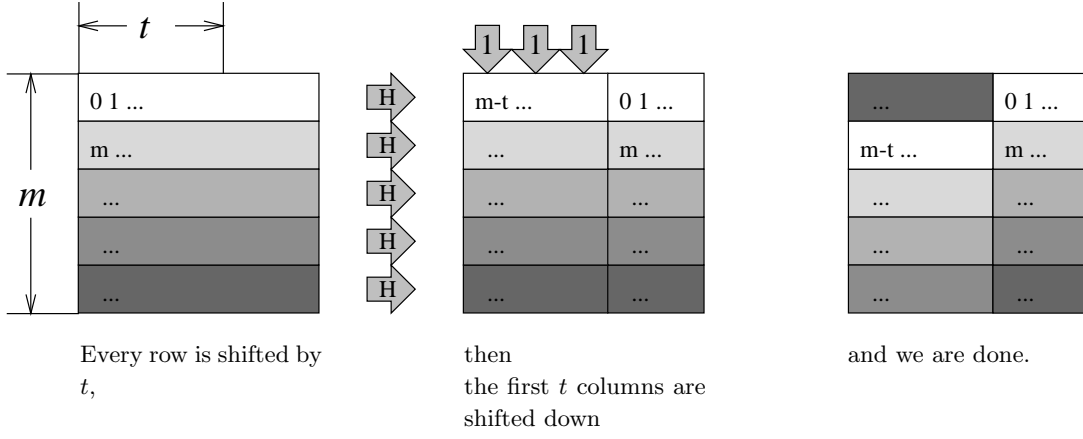 t
1 1 1
m
0 1 ...
m ...
...
...
...
H
H
H
H
H
m-t ... 0 1 ...
... m ...
... ...
... ...
... ...
... 0 1 ...
m-t ... m ...
... ...
... ...
... ...
Every row is shifted by
t,
then
the first t columns are
shifted down
and we are done.